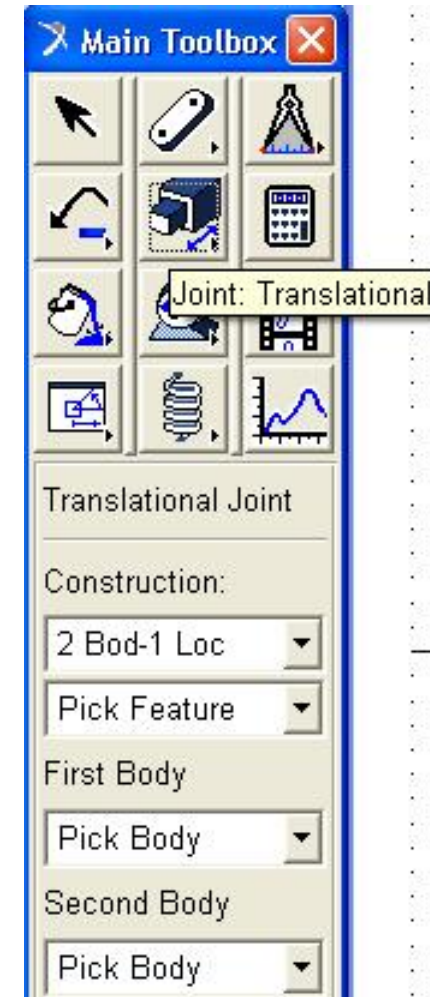 Main Toolbox
Joint: Translational
Translational Joint
Construction:
2 Bod-1 Loc
Pick Feature
First Body
Pick Body
Second Body
Pick Body